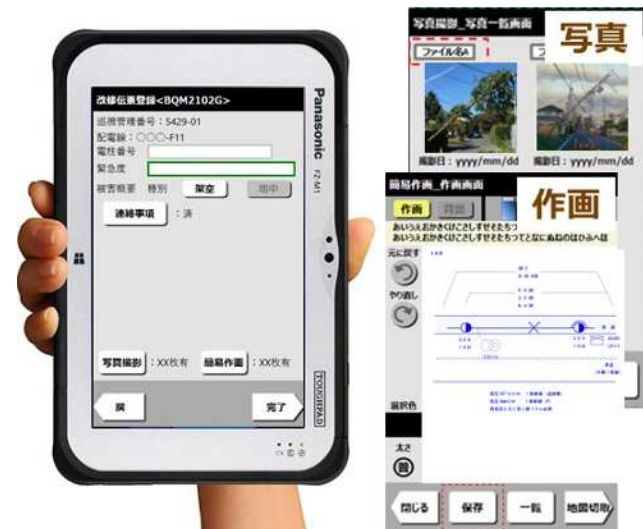 改修伝票登録<BQM2102G>
巡視管理番号：5429-01
配電線：○○○-F11
電柱番号
緊急度
被害概要 種別 架空 地中
連絡事項 ：済
写真撮影 ：XX枚有 簡易作画 ：XX枚有
戻 完了
Panasonic
FZ-M1
TOUGHPAD
写真撮影_写真一覧画面
写真
ファイル名A
撮影日：yyyy/mm/dd 撮影日：yyyy/mm/dd
簡易作画_作画画面
作画
作画 背景
あいうえおかきくけこさしすせそたちつ
あいうえおかきくけこさしすせそたちつてとなにぬねのはひふへほ
元に戻す
やり直し
選択色
太さ
閉じる 保存 一覧 地図切取